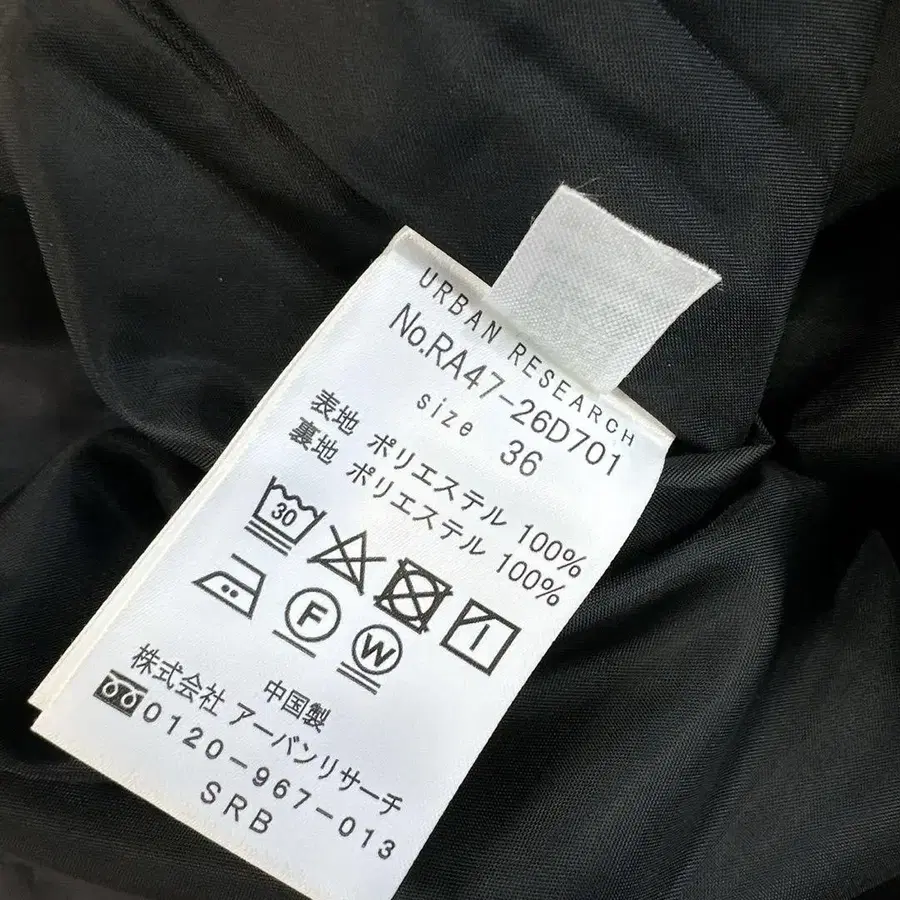 URBAN RESEARCH
No.RA47-26D701
size 36
表地 ポリエステル 100%
裏地 ポリエステル 100%
30
F
W
中国製
株式会社 アーバンリサーチ
0120-967-013
SRB